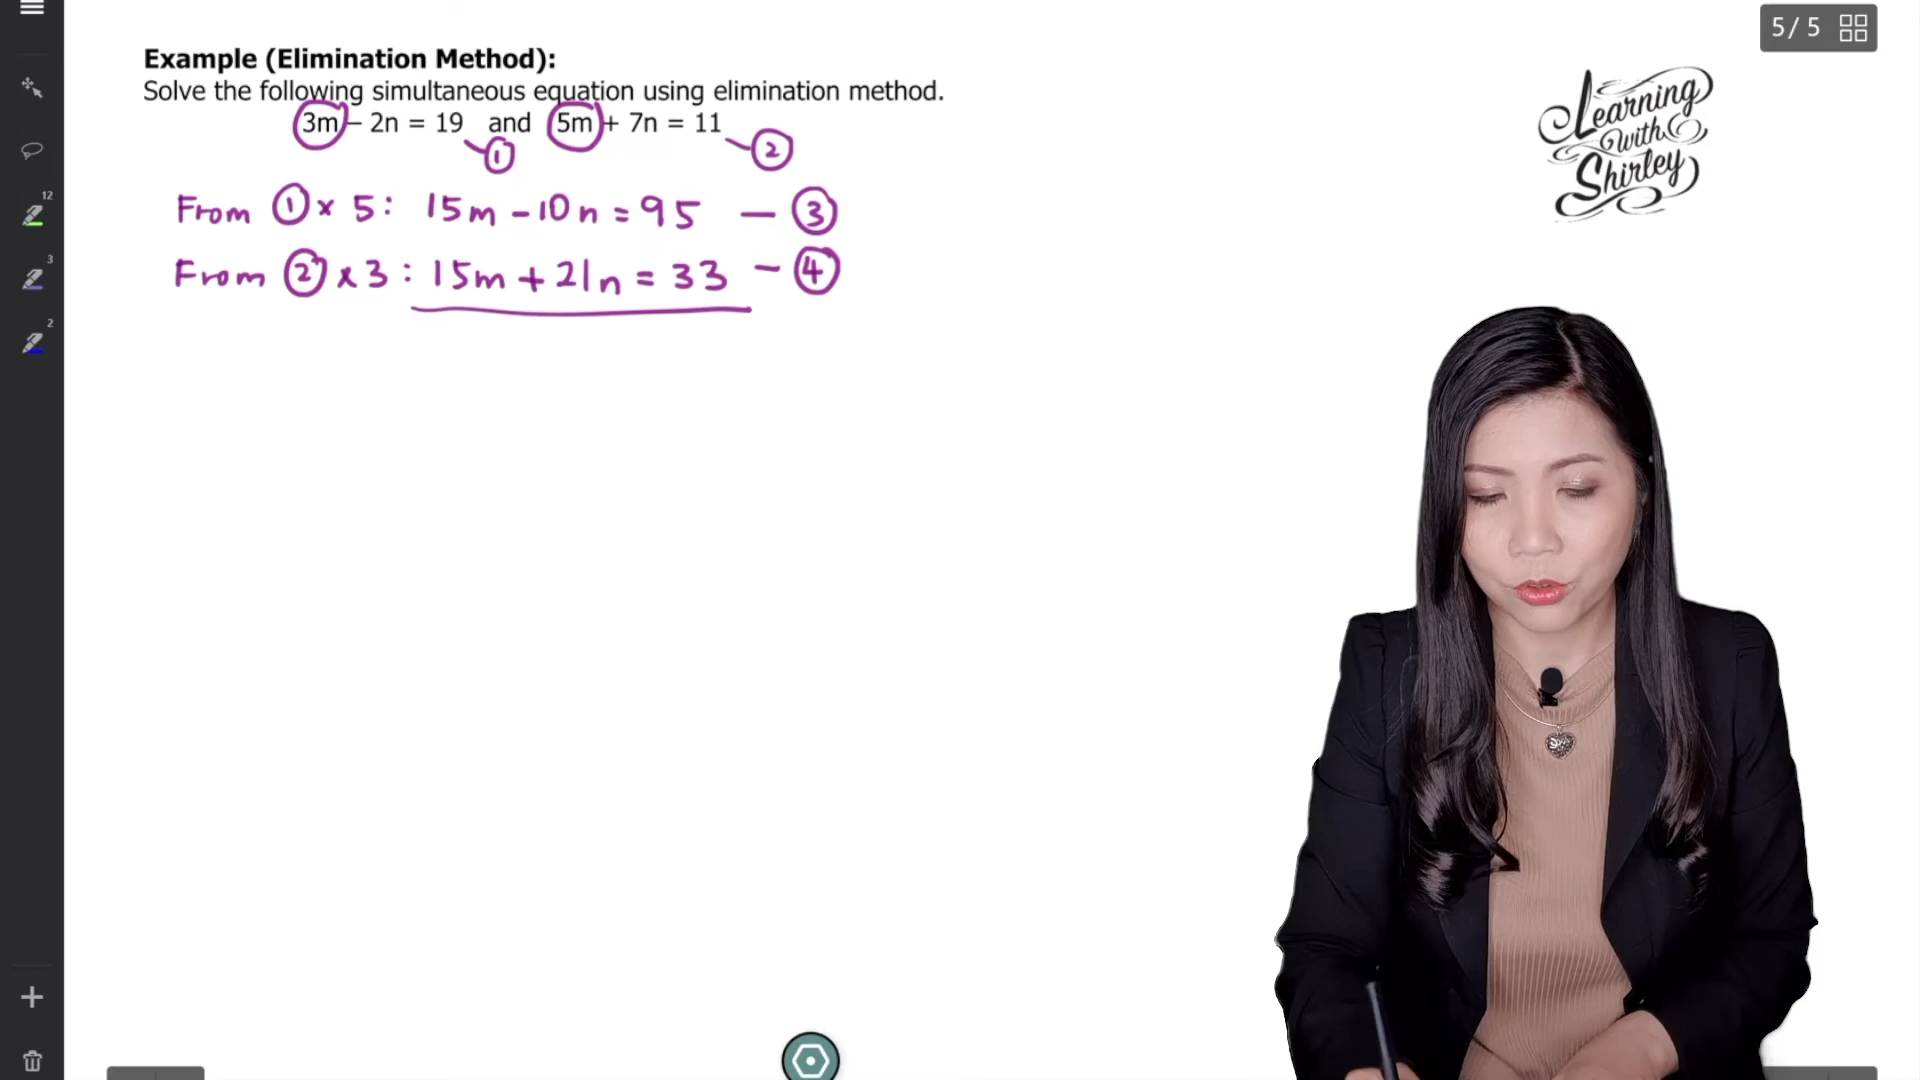 5/ 5
Example (Elimination Method):
Solve the following simultaneous equation using elimination method.
3m – 2n = 19 and 5m + 7n = 11
① ②
Learning
with
Shirley
From ① × 5: 15m - 10n = 95 — ③
From ② × 3: 15m + 21n = 33 — ④
12
3
2